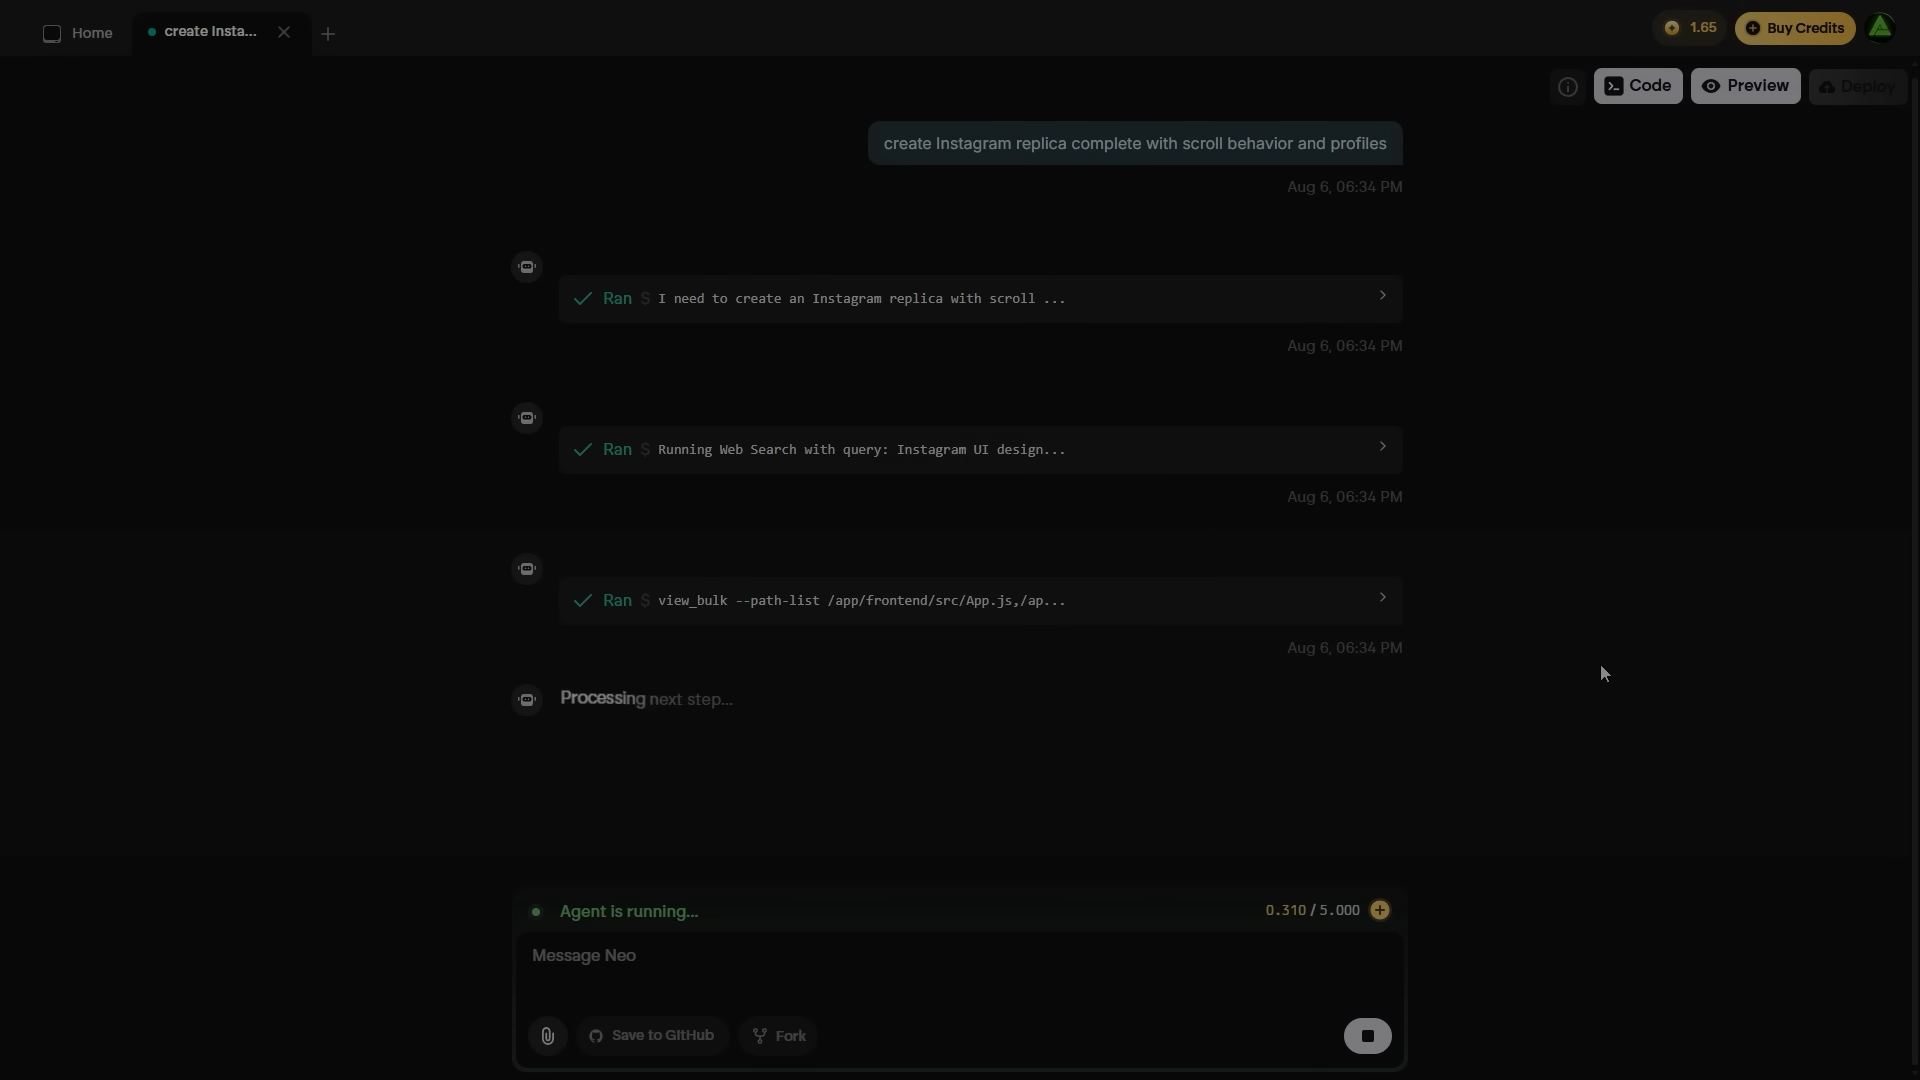 Home
create Insta...
1.65
Buy Credits
Code
Preview
Deploy
create Instagram replica complete with scroll behavior and profiles
Aug 6, 06:34 PM
Ran $ I need to create an Instagram replica with scroll ...
Aug 6, 06:34 PM
Ran $ Running Web Search with query: Instagram UI design...
Aug 6, 06:34 PM
Ran $ view_bulk --path-list /app/frontend/src/App.js,/ap...
Aug 6, 06:34 PM
Processing next step...
Agent is running...
0.310 / 5.000
Message Neo
Save to GitHub
Fork